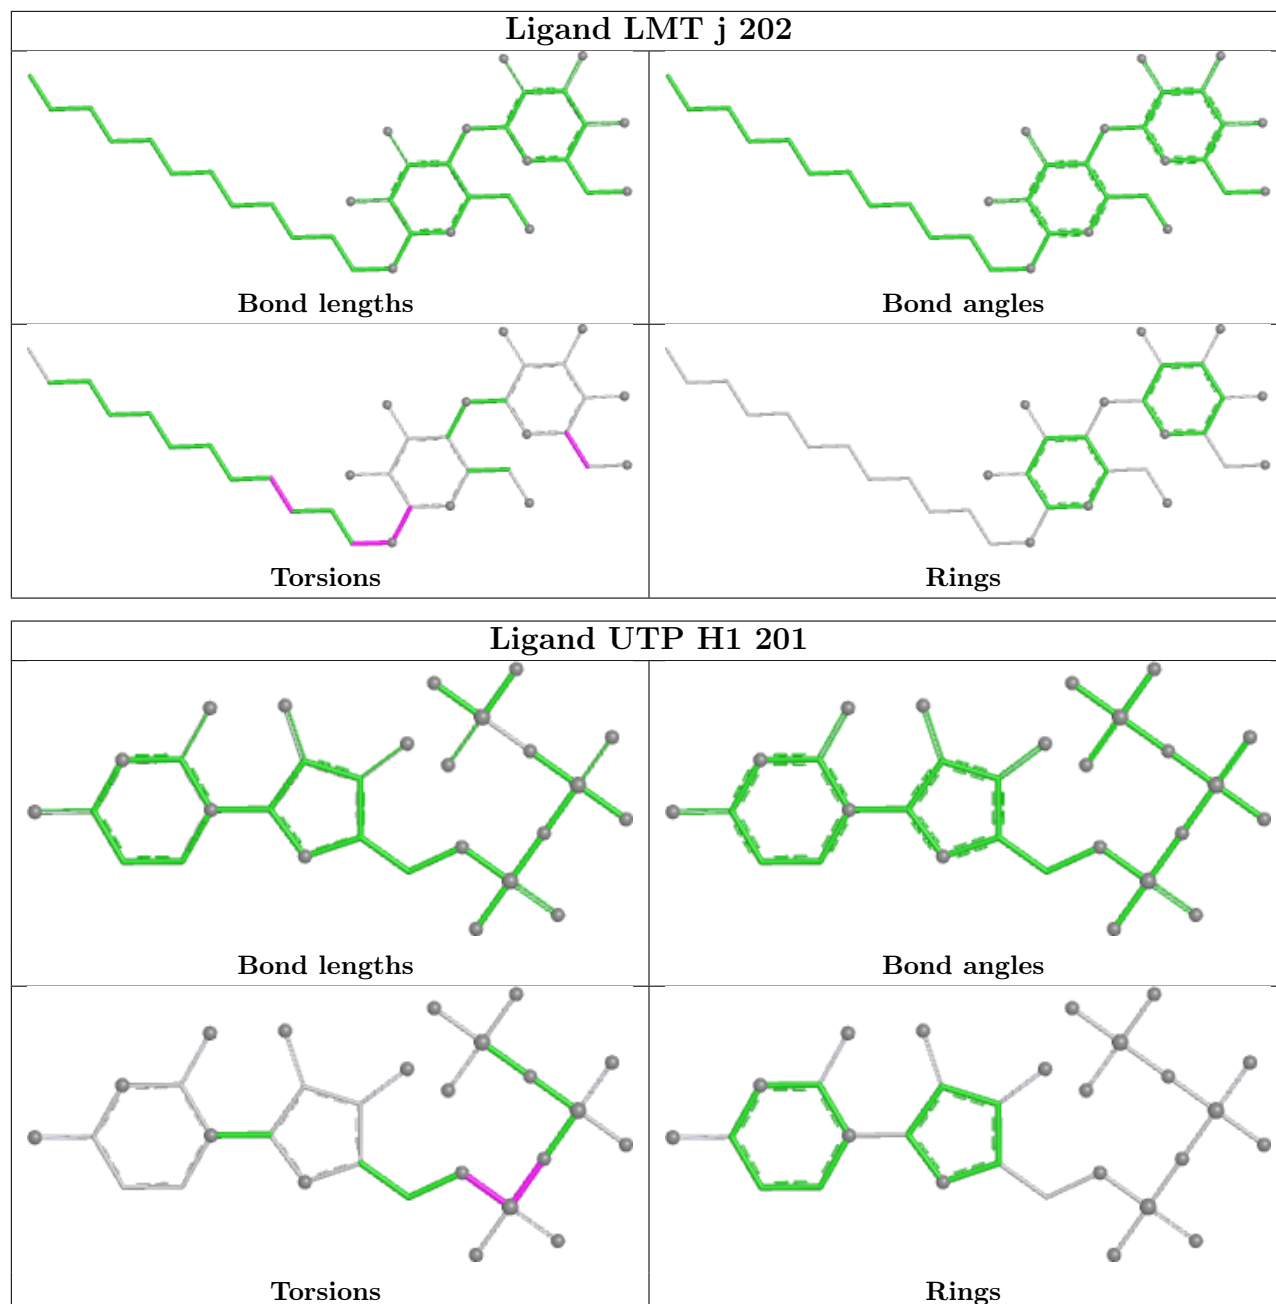 Ligand LMT j 202
Bond lengths
Bond angles
Torsions
Rings
Ligand UTP H1 201
Bond lengths
Bond angles
Torsions
Rings